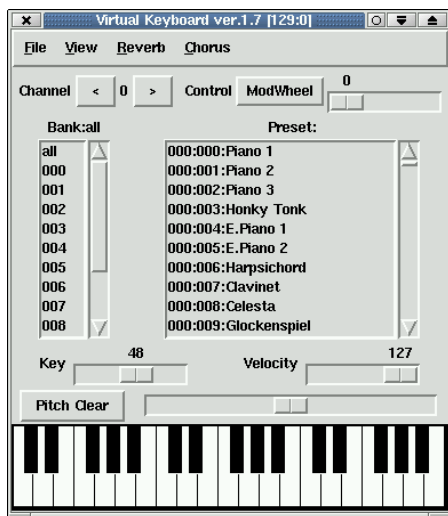 Virtual Keyboard ver.1.7 [129:0]
File View Reverb Chorus
0
Channel < 0 > Control ModWheel
Bank:all Preset:
all 000:000:Piano 1
000 000:001:Piano 2
001 000:002:Piano 3
002 000:003:Honky Tonk
003 000:004:E.Piano 1
004 000:005:E.Piano 2
005 000:006:Harpsichord
006 000:007:Clavinet
007 000:008:Celesta
008 000:009:Glockenspiel
48 127
Key Velocity
Pitch Clear